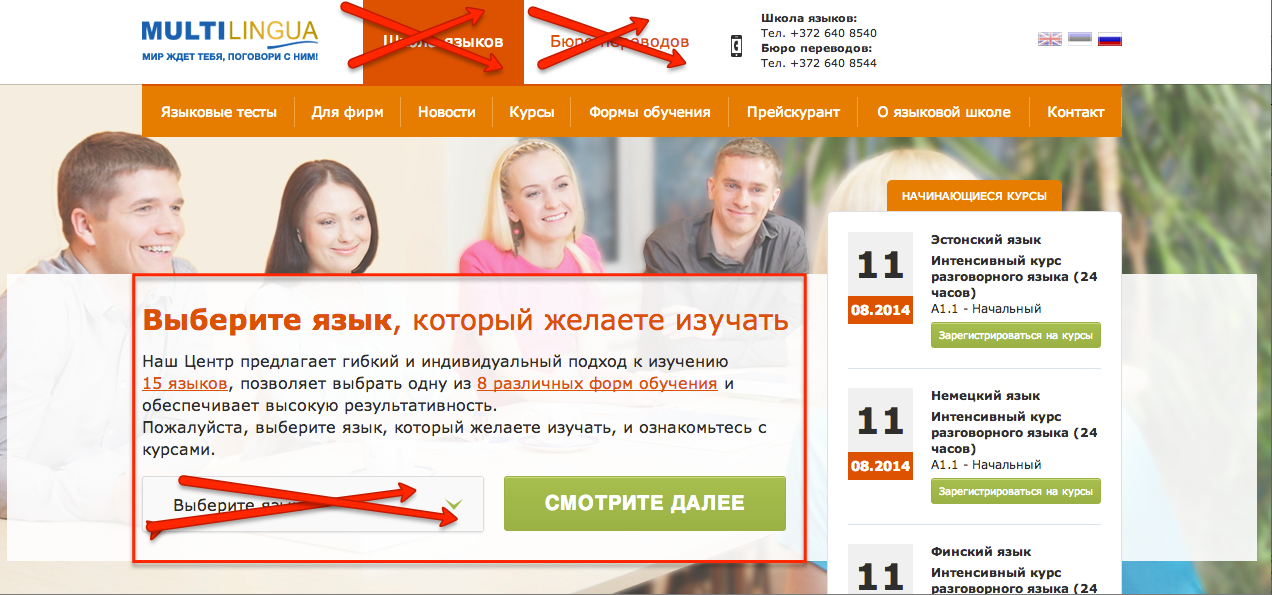 MULTILINGUA
МИР ЖДЕТ ТЕБЯ, ПОГОВОРИ С НИМ!
Школа языков
Бюро переводов
Школа языков:
Тел. +372 640 8540
Бюро переводов:
Тел. +372 640 8544
Языковые тесты
Для фирм
Новости
Курсы
Формы обучения
Прейскурант
О языковой школе
Контакт
Выберите язык, который желаете изучать
Наш Центр предлагает гибкий и индивидуальный подход к изучению
15 языков, позволяет выбрать одну из 8 различных форм обучения и
обеспечивает высокую результативность.
Пожалуйста, выберите язык, который желаете изучать, и ознакомьтесь с
курсами.
Выберите язык
СМОТРИТЕ ДАЛЕЕ
НАЧИНАЮЩИЕСЯ КУРСЫ
11
08.2014
Эстонский язык
Интенсивный курс
разговорного языка (24
часов)
A1.1 - Начальный
Зарегистрироваться на курсы
11
08.2014
Немецкий язык
Интенсивный курс
разговорного языка (24
часов)
A1.1 - Начальный
Зарегистрироваться на курсы
11
Финский язык
Интенсивный курс
разговорного языка (24